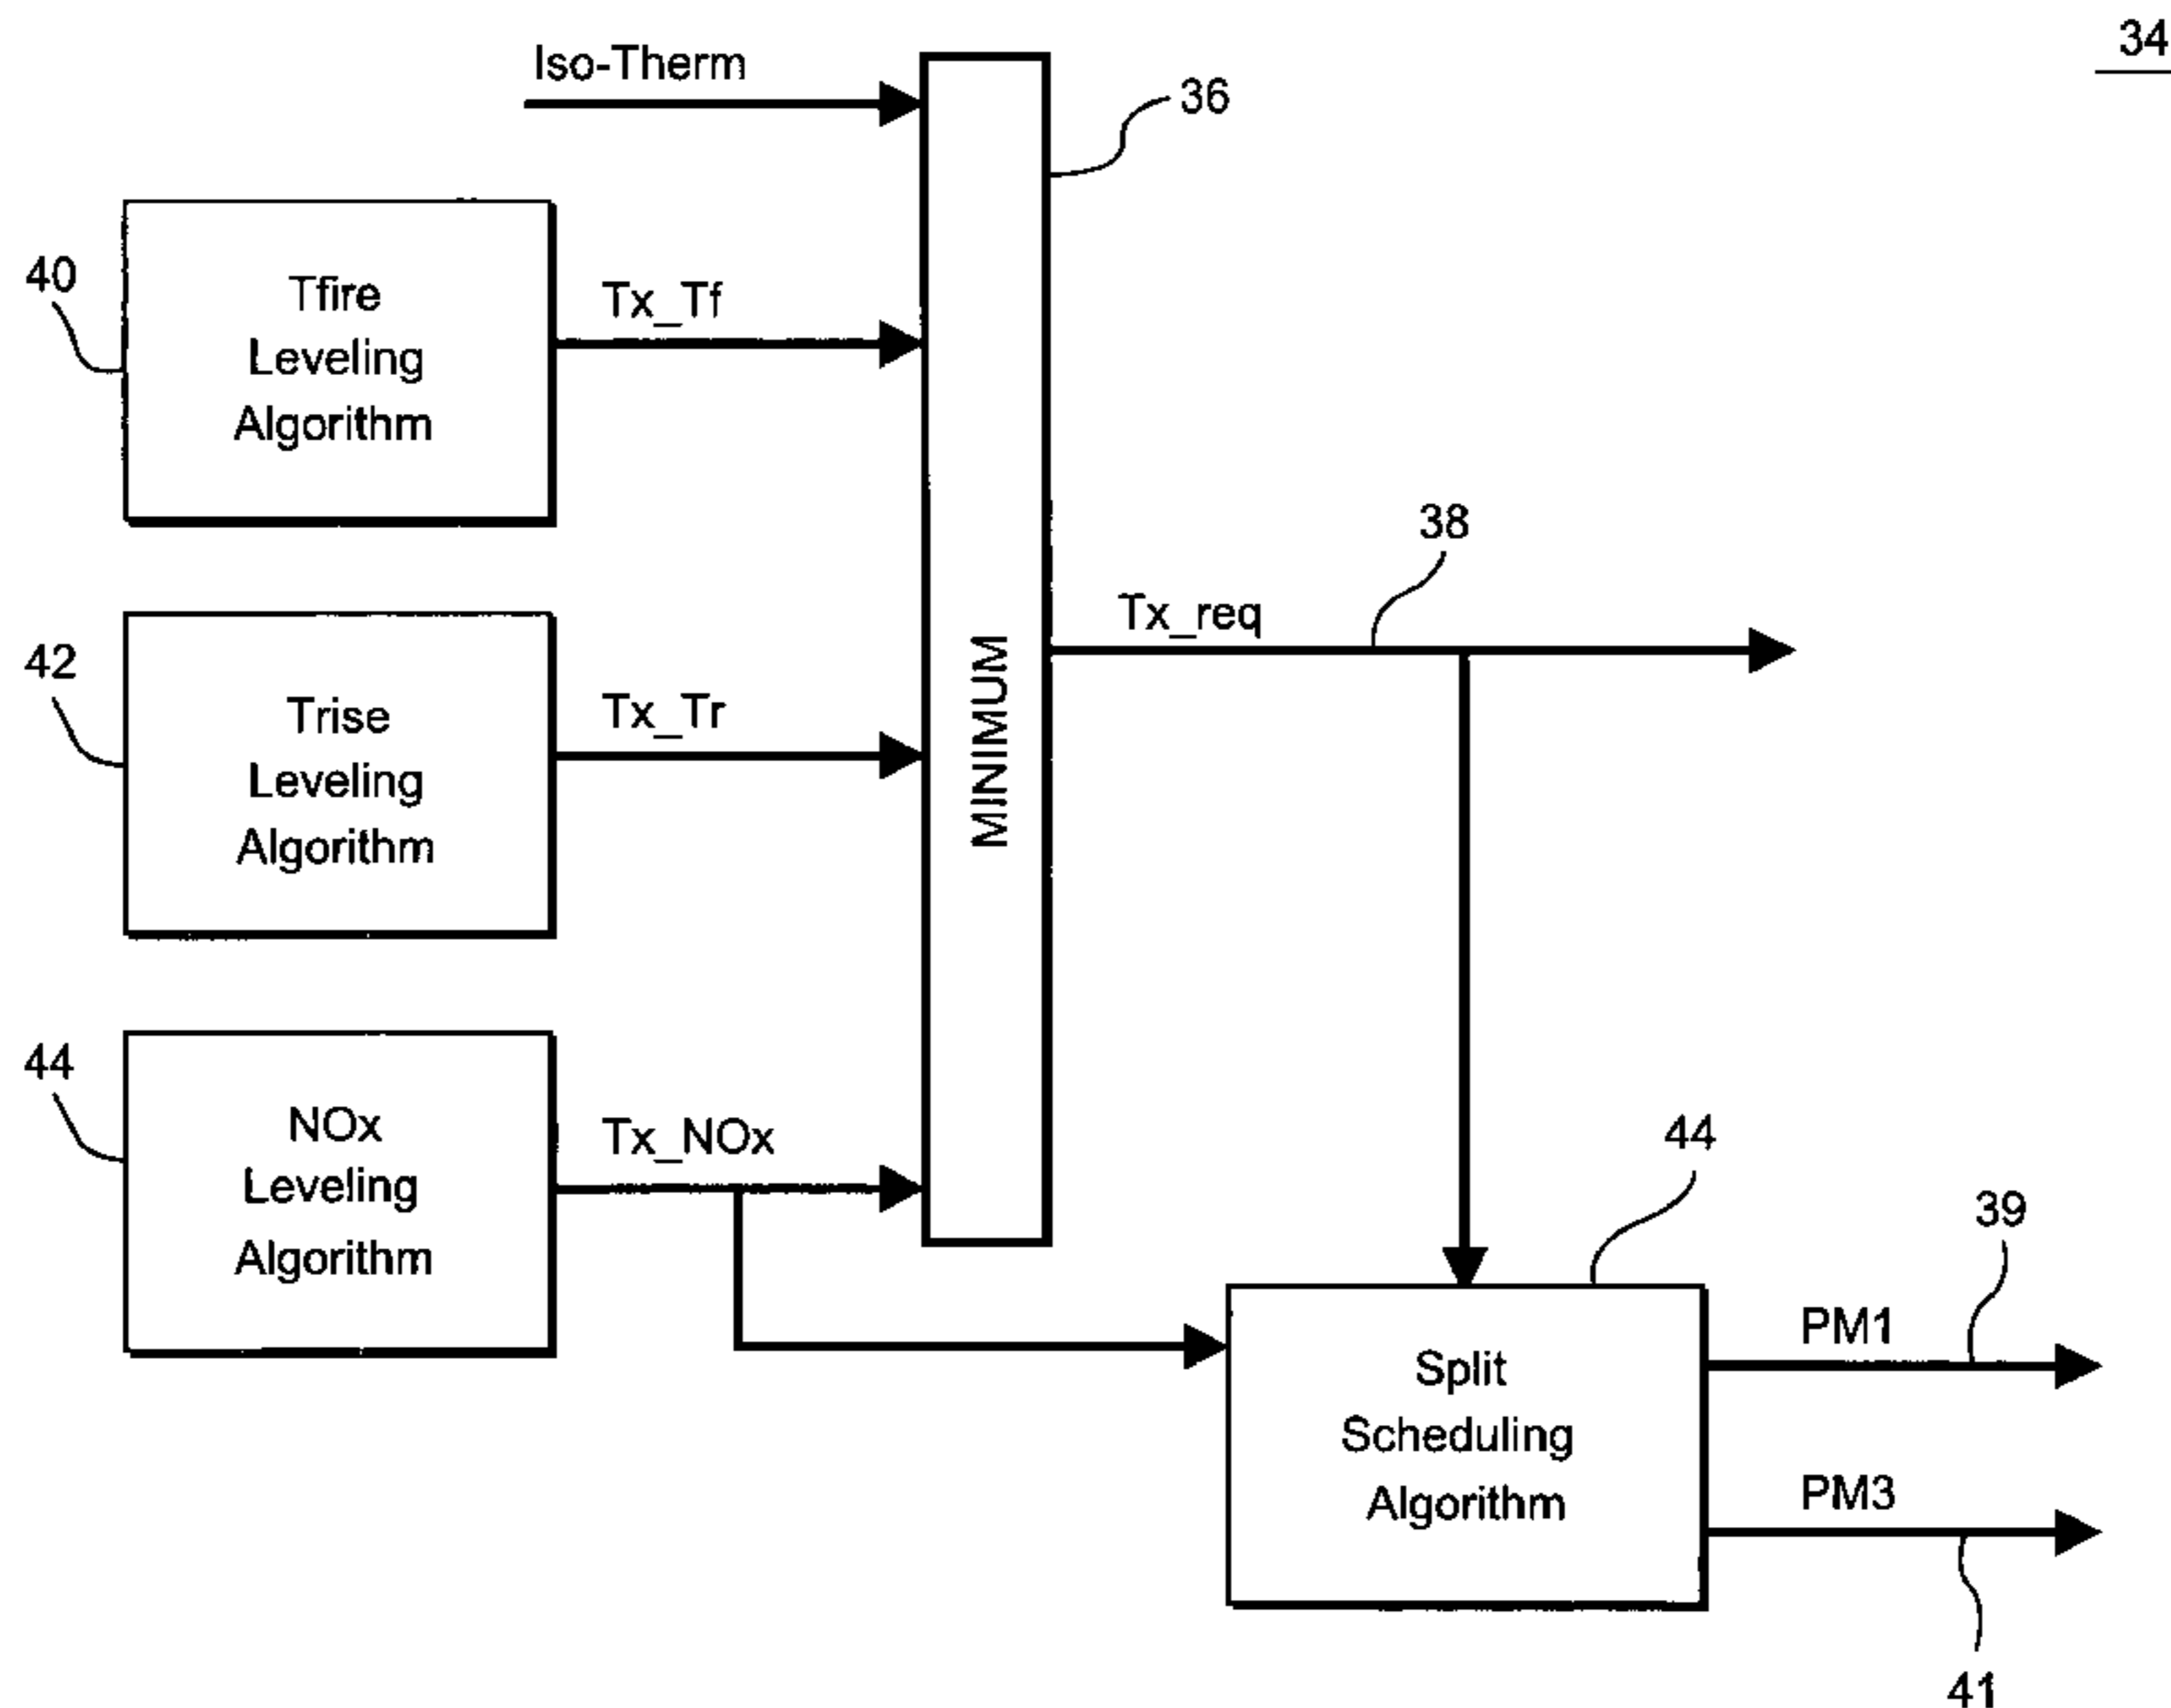 34
Iso-Therm
36
40
Tfire
Leveling
Algorithm
Tx_Tf
42
Trise
Leveling
Algorithm
Tx_Tr
MINIMUM
Tx_req
38
44
NOx
Leveling
Algorithm
Tx_NOx
44
Split
Scheduling
Algorithm
PM1
39
PM3
41